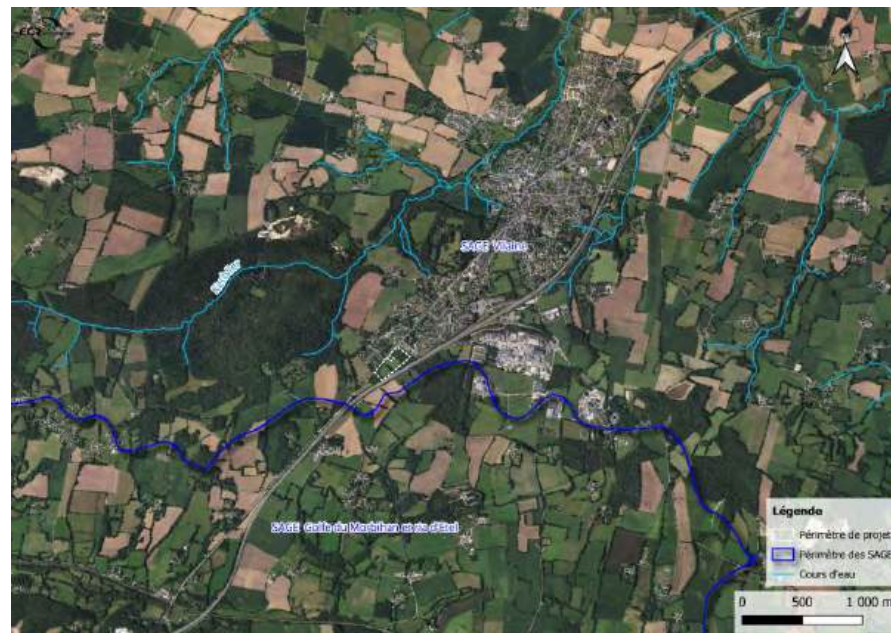 SAGE Vilaine
SAGE Golfe du Morbihan et ria d'Etel
Légende
Périmètre de projet
Périmètre des SAGE
Cours d'eau
0 500 1 000 m